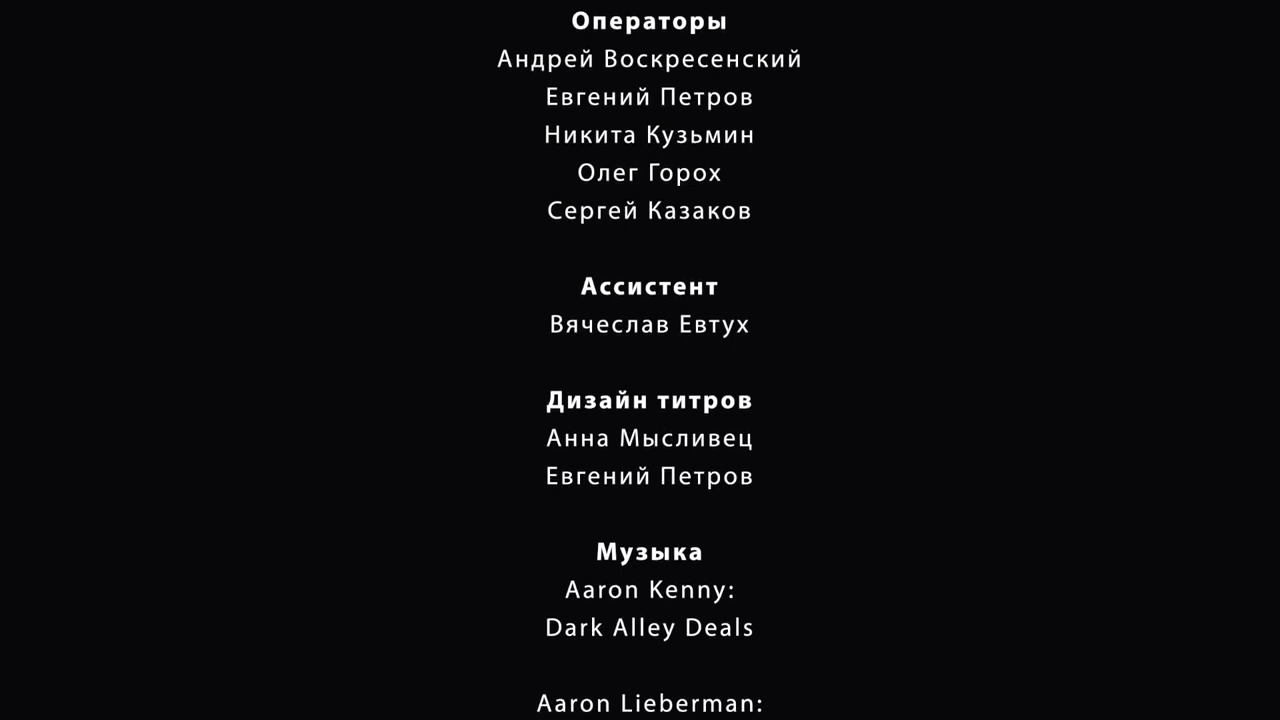 Операторы
Андрей Воскресенский
Евгений Петров
Никита Кузьмин
Олег Горох
Сергей Казаков
Ассистент
Вячеслав Евтух
Дизайн титров
Анна Мысливец
Евгений Петров
Музыка
Aaron Kenny:
Dark Alley Deals
Aaron Lieberman: